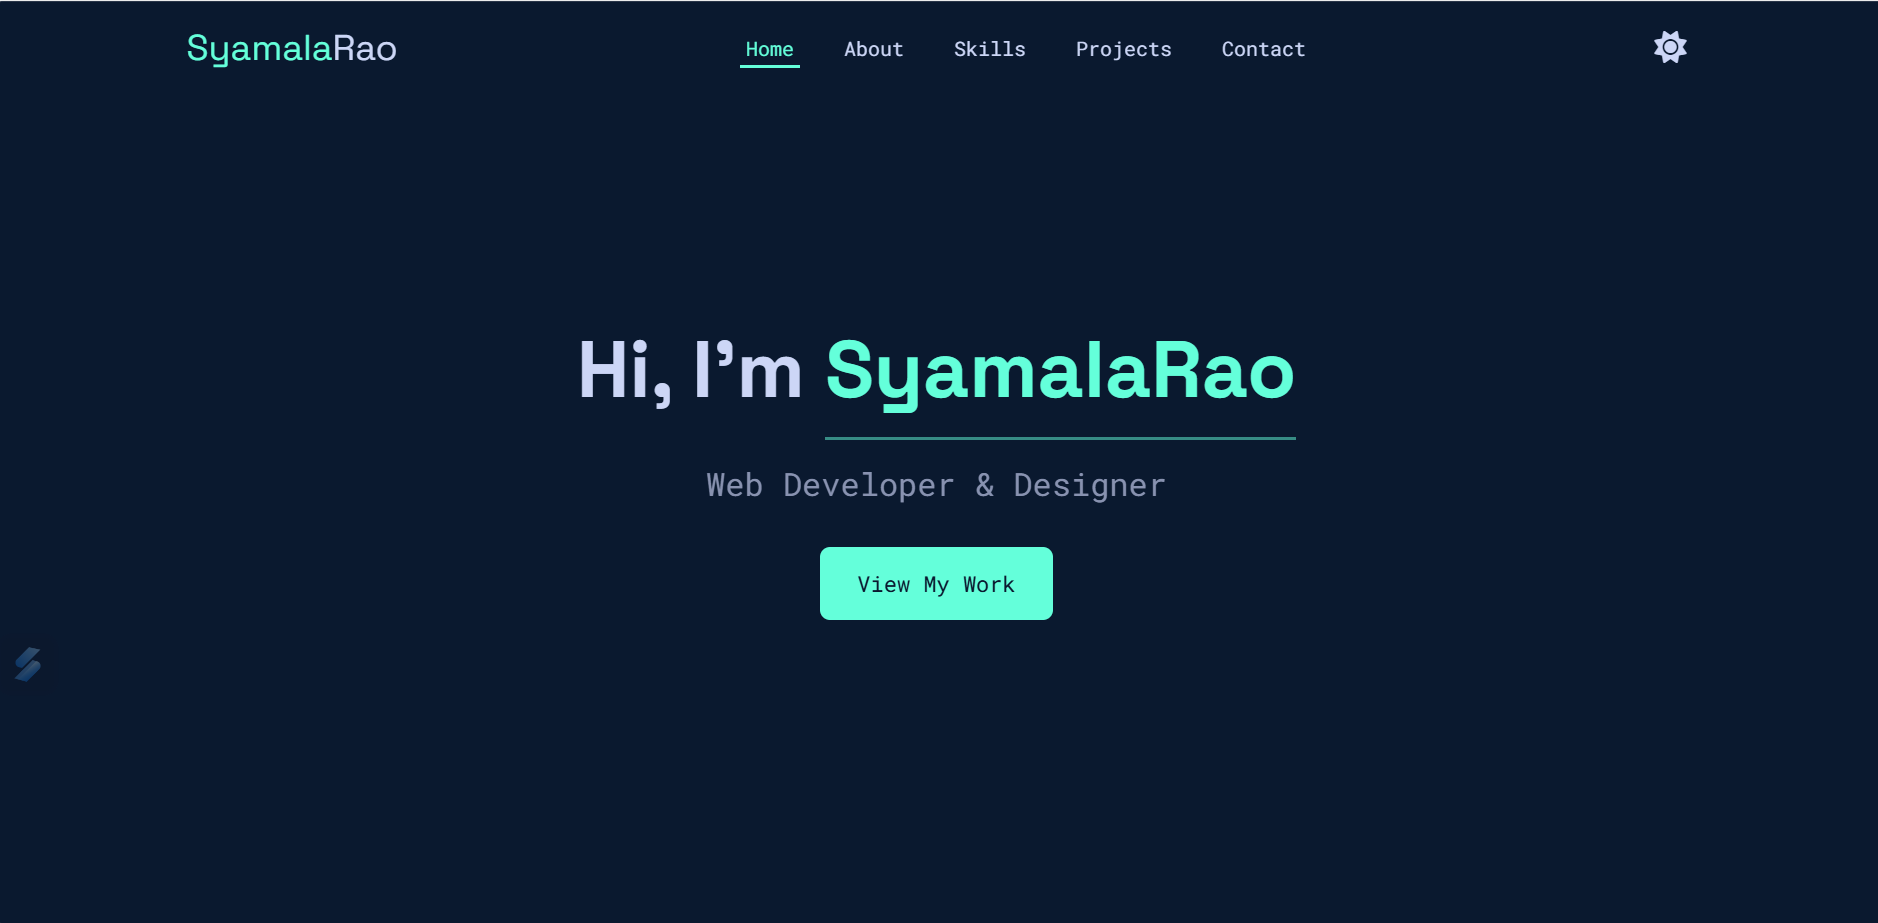 SyamalaRao
Home About Skills Projects Contact
Hi, I'm SyamalaRao
Web Developer & Designer
View My Work